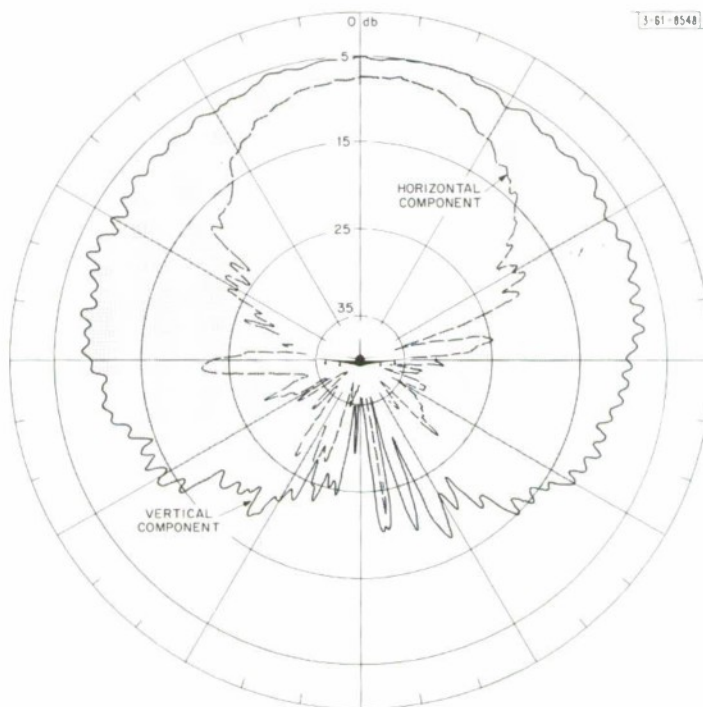 0 db
3-61-8548
5
15
HORIZONTAL
COMPONENT
25
35
VERTICAL
COMPONENT